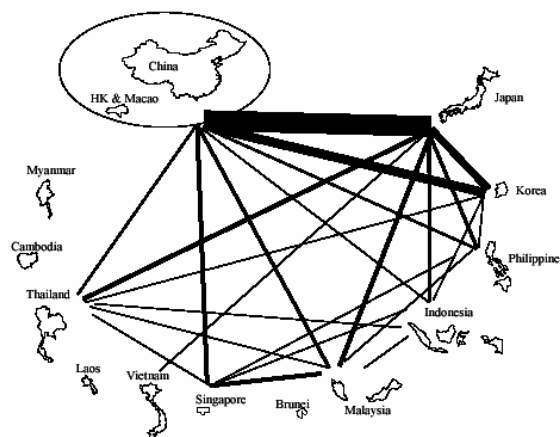 China
HK & Macao
Japan
Myanmar
Korea
Cambodia
Philippine
Thailand
Indonesia
Laos
Vietnam
Singapore
Brunei
Malaysia